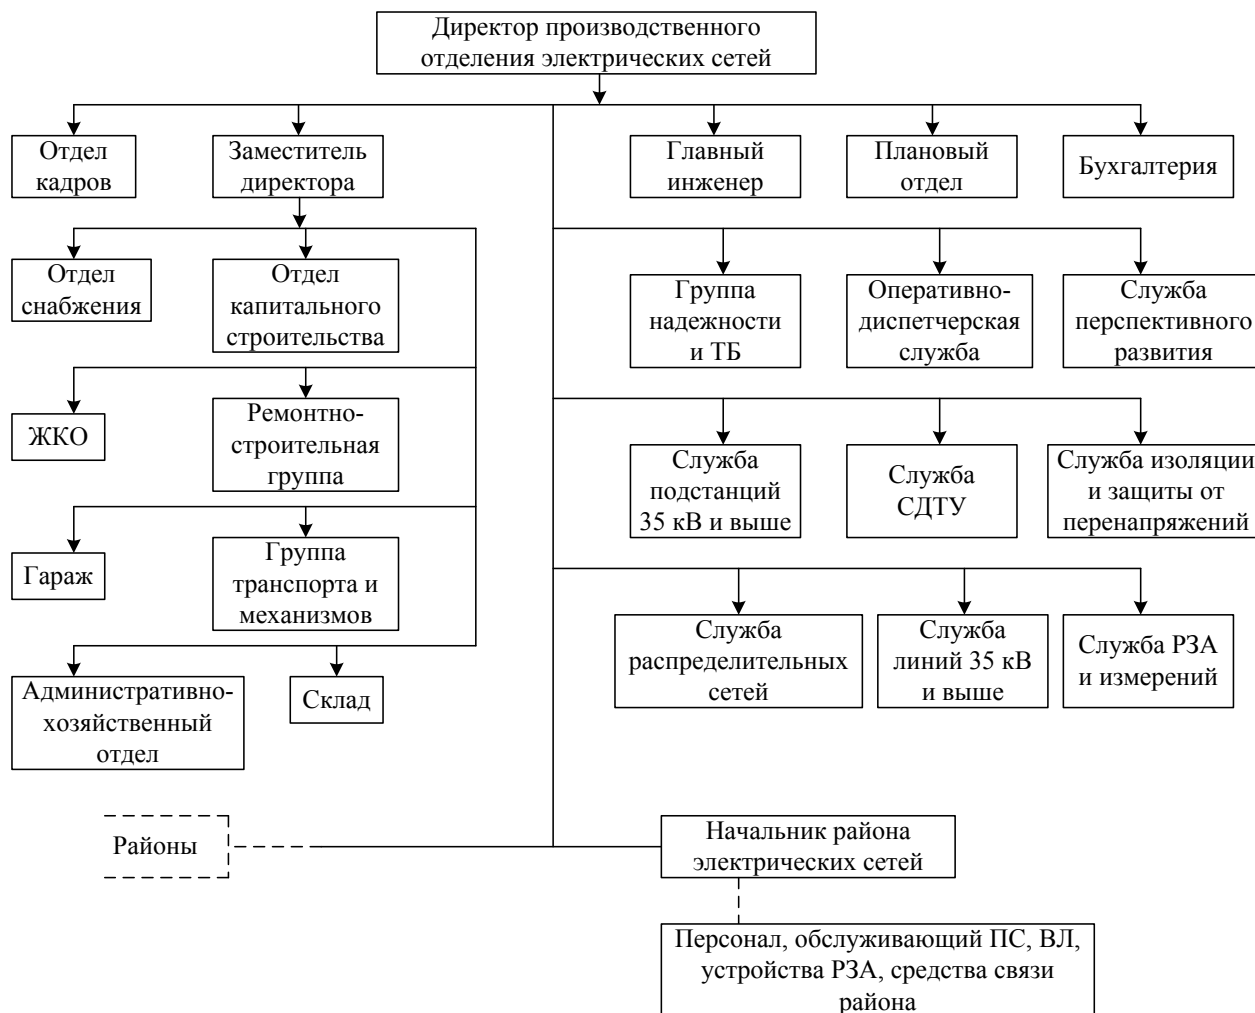 Директор производственного
отделения электрических сетей
Отдел
кадров
Заместитель
директора
Главный
инженер
Плановый
отдел
Бухгалтерия
Отдел
снабжения
Отдел
капитального
строительства
Группа
надежности
и ТБ
Оперативно-
диспетчерская
служба
Служба
перспективного
развития
ЖКО
Ремонтно-
строительная
группа
Служба
подстанций
35 кВ и выше
Служба
СДТУ
Служба изоляции
и защиты от
перенапряжений
Гараж
Группа
транспорта и
механизмов
Служба
распределительных
сетей
Служба
линий 35 кВ
и выше
Служба РЗА
и измерений
Административно-
хозяйственный
отдел
Склад
Районы
Начальник района
электрических сетей
Персонал, обслуживающий ПС, ВЛ,
устройства РЗА, средства связи
района